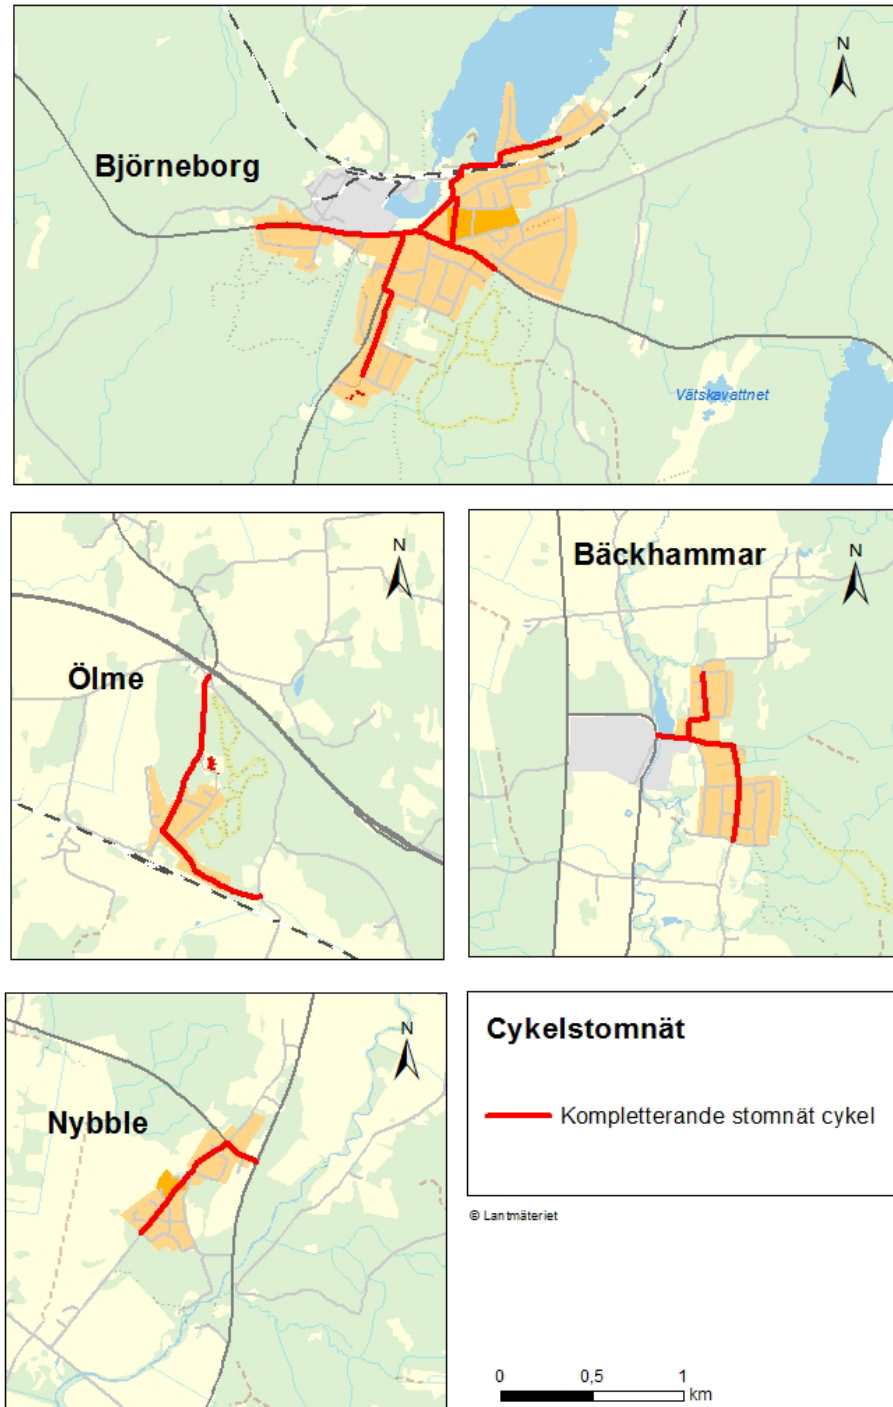 N
Björneborg
Vätskavattnet
N
Ölme
Bäckhammar
N
N
Nybble
Cykelstomnät
Kompletterande stomnät cykel
© Lantmäteriet
0 0,5 1
km